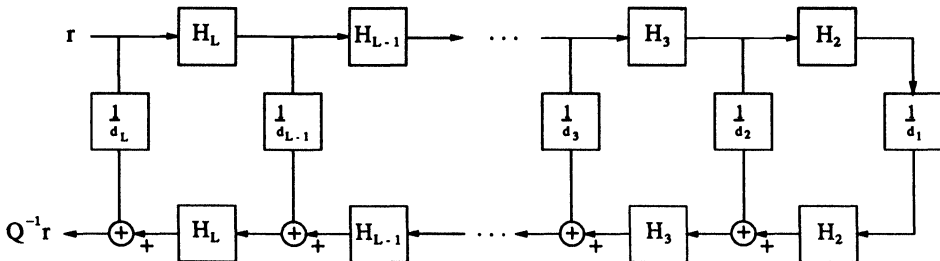 r H_L H_{L-1} ... H_3 H_2
1/d_L 1/d_{L-1} 1/d_3 1/d_2 1/d_1
Q^{-1}r + + H_L + + H_{L-1} ... + + H_3 + + H_2